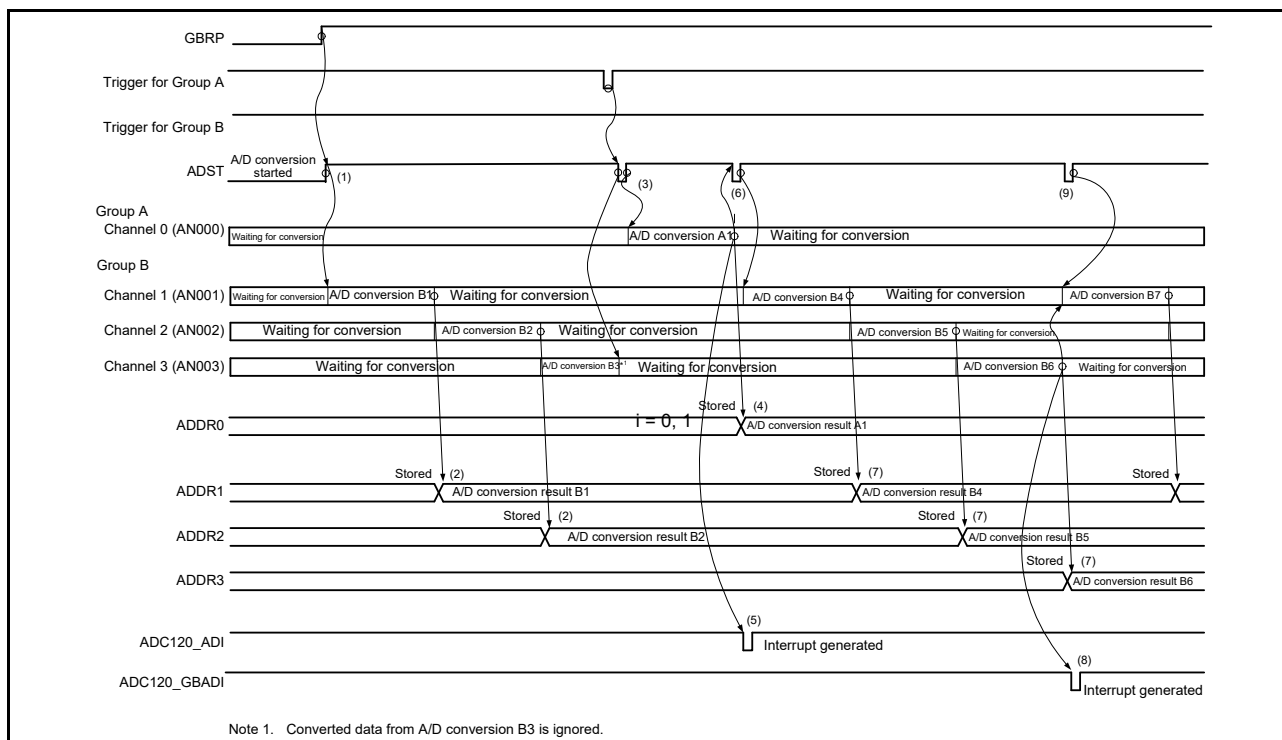 GBRP
Trigger for Group A
Trigger for Group B
A/D conversion started
ADST
(1)
(3)
(6)
(9)
Group A
Channel 0 (AN000)
Waiting for conversion
A/D conversion A1
Waiting for conversion
Group B
Channel 1 (AN001)
Waiting for conversion
A/D conversion B1
Waiting for conversion
A/D conversion B4
Waiting for conversion
A/D conversion B7
Channel 2 (AN002)
Waiting for conversion
A/D conversion B2
Waiting for conversion
A/D conversion B5
Waiting for conversion
Channel 3 (AN003)
Waiting for conversion
A/D conversion B3*1
Waiting for conversion
A/D conversion B6
Waiting for conversion
Stored (4)
i = 0, 1
ADDR0
A/D conversion result A1
Stored (2)
Stored (7)
Stored
ADDR1
A/D conversion result B1
A/D conversion result B4
Stored (2)
Stored (7)
ADDR2
A/D conversion result B2
A/D conversion result B5
Stored (7)
ADDR3
A/D conversion result B6
(5)
ADC120_ADI
Interrupt generated
(8)
ADC120_GBADI
Interrupt generated
Note 1. Converted data from A/D conversion B3 is ignored.